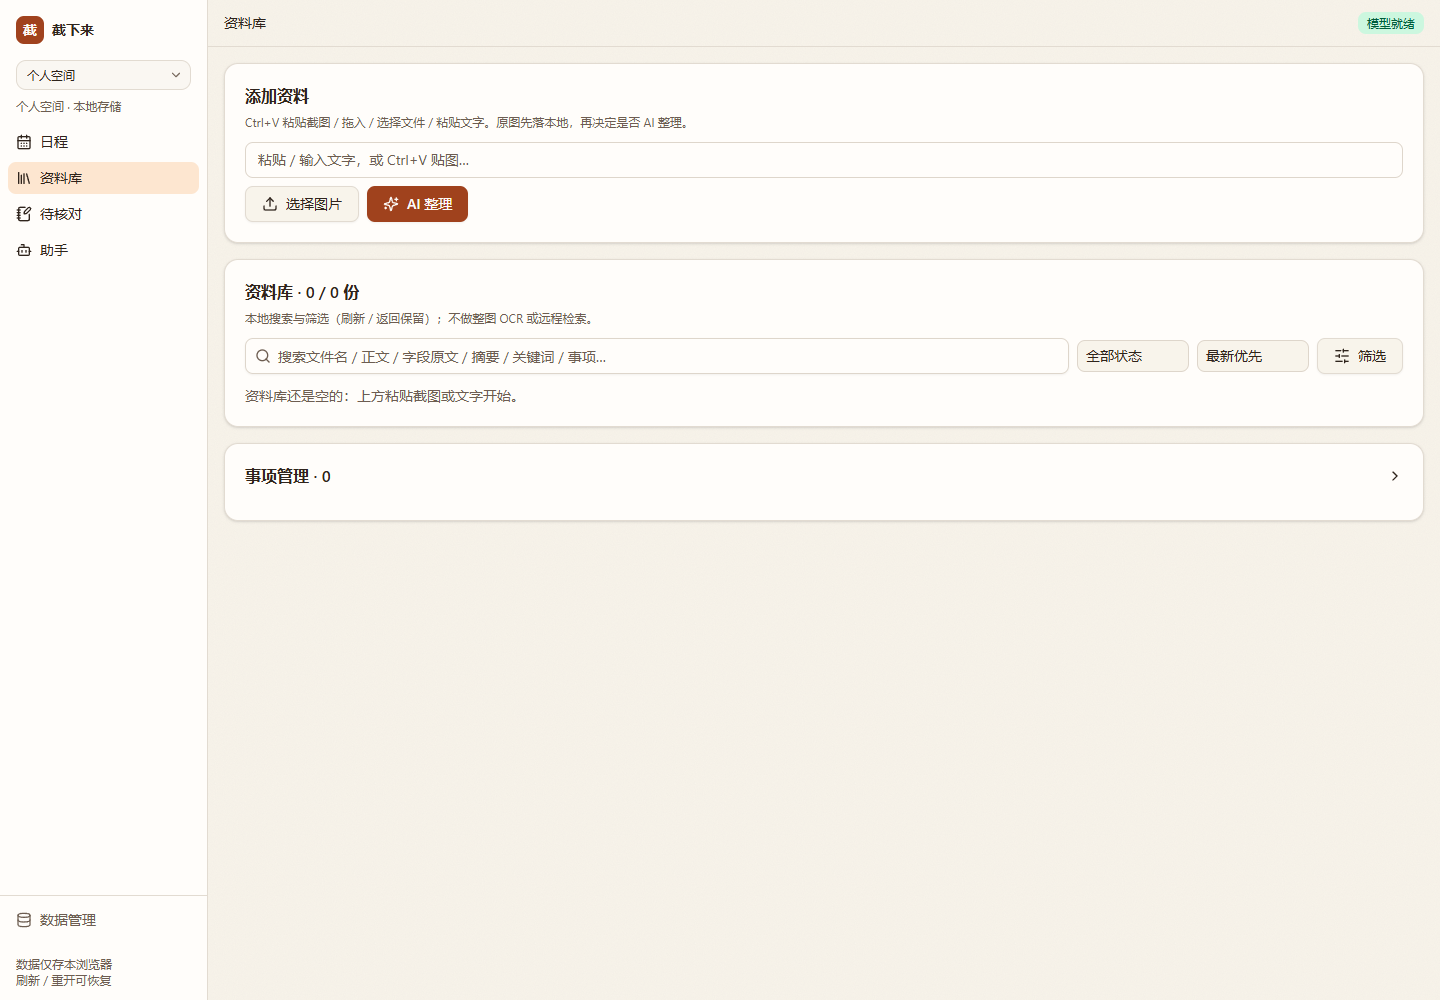 截 截下来
个人空间
个人空间 · 本地存储
日程
资料库
待核对
助手
数据管理
数据仅存本浏览器
刷新 / 重开可恢复
资料库
模型就绪
添加资料
Ctrl+V 粘贴截图 / 拖入 / 选择文件 / 粘贴文字。原图先落本地，再决定是否 AI 整理。
粘贴 / 输入文字，或 Ctrl+V 贴图...
选择图片
AI 整理
资料库 · 0 / 0 份
本地搜索与筛选（刷新 / 返回保留）；不做整图 OCR 或远程检索。
搜索文件名 / 正文 / 字段原文 / 摘要 / 关键词 / 事项...
全部状态
最新优先
筛选
资料库还是空的：上方粘贴截图或文字开始。
事项管理 · 0